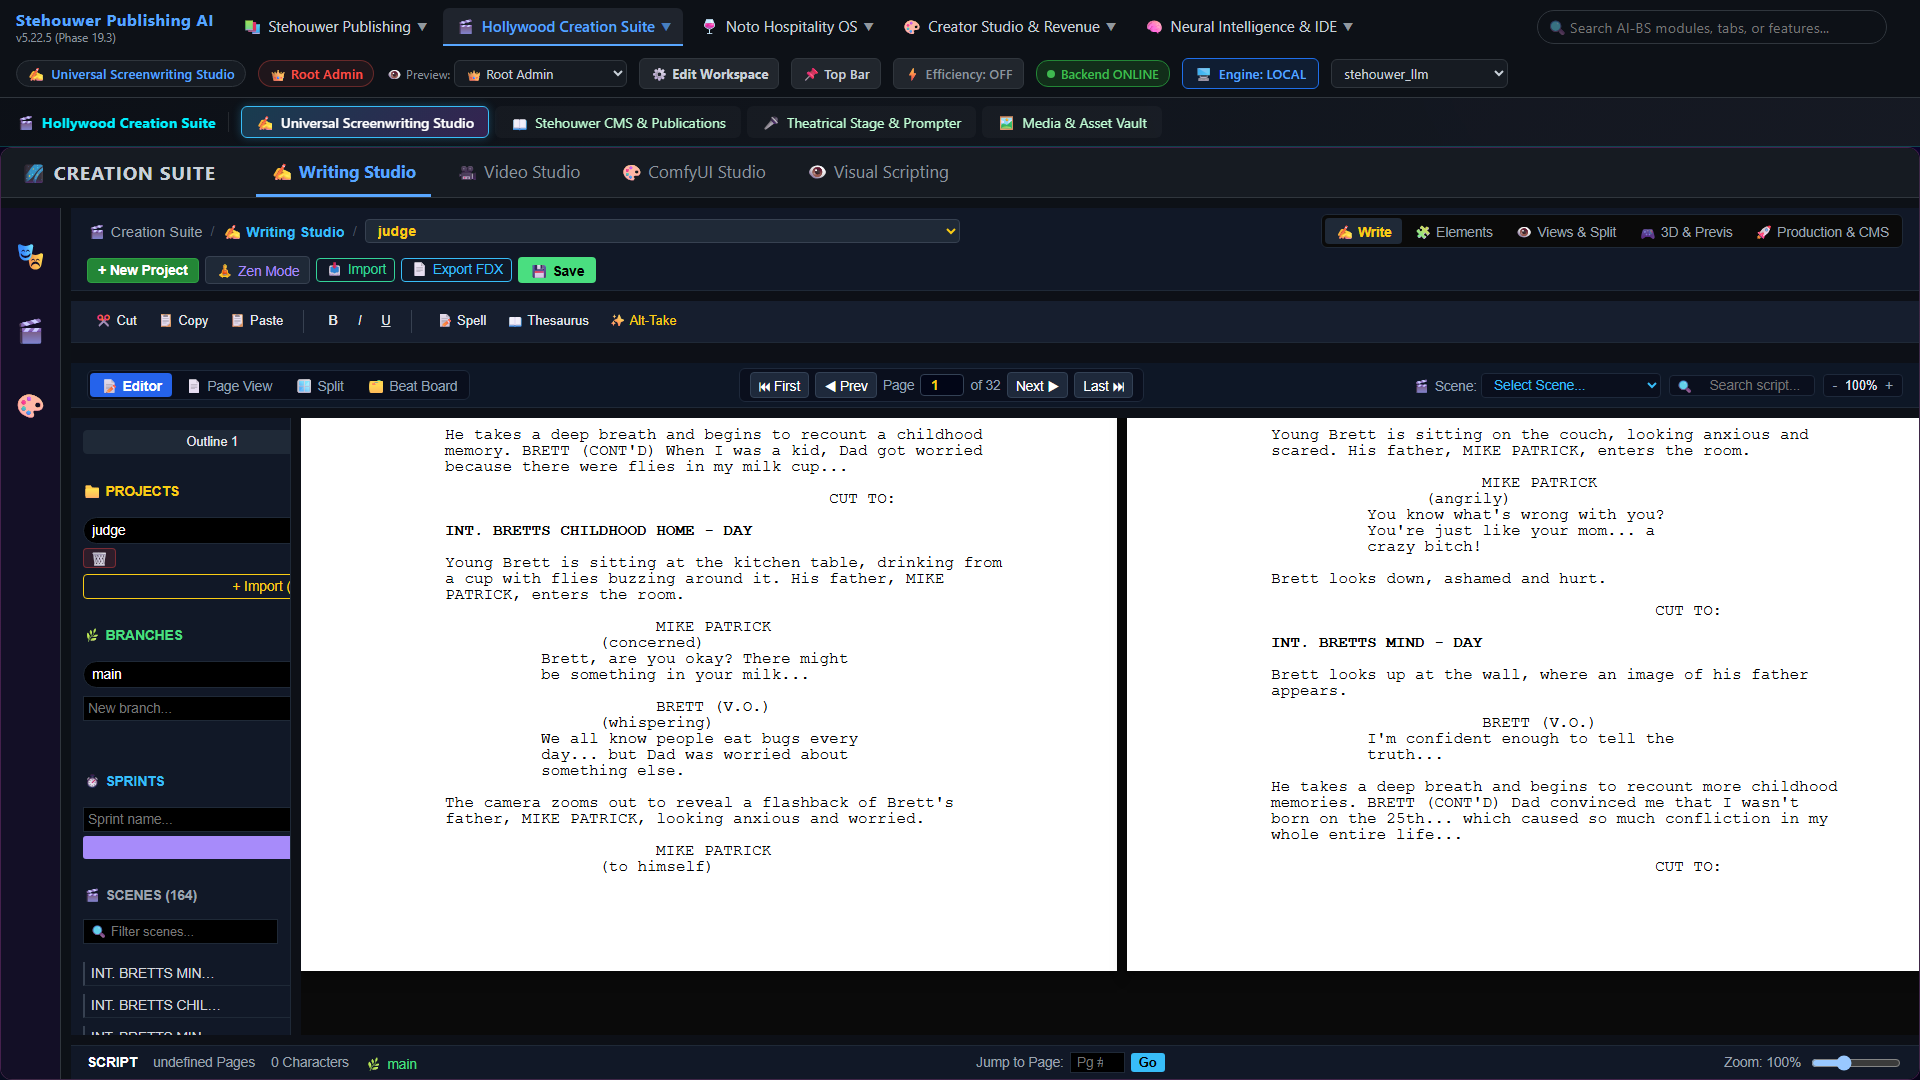 Stehouwer Publishing AI
v5.22.5 (Phase 19.3)
Stehouwer Publishing ▼
Hollywood Creation Suite ▼
Noto Hospitality OS ▼
Creator Studio & Revenue ▼
Neural Intelligence & IDE ▼
Search AI-BS modules, tabs, or features...
Universal Screenwriting Studio
Root Admin
Preview:
Root Admin
Edit Workspace
Top Bar
Efficiency: OFF
Backend ONLINE
Engine: LOCAL
stehouwer_llm
Hollywood Creation Suite
Universal Screenwriting Studio
Stehouwer CMS & Publications
Theatrical Stage & Prompter
Media & Asset Vault
CREATION SUITE
Writing Studio
Video Studio
ComfyUI Studio
Visual Scripting
Creation Suite / Writing Studio /
judge
Write
Elements
Views & Split
3D & Previs
Production & CMS
+ New Project
Zen Mode
Import
Export FDX
Save
Cut
Copy
Paste
B
I
U
Spell
Thesaurus
Alt-Take
Editor
Page View
Split
Beat Board
First
Prev
Page 1 of 32
Next
Last
Scene:
Select Scene...
Search script...
- 100% +
Outline 1
PROJECTS
judge
+ Import (
BRANCHES
main
New branch...
SPRINTS
Sprint name...
SCENES (164)
Filter scenes...
INT. BRETTS MIN...
INT. BRETTS CHIL...
INT. BRETTS MIN...
He takes a deep breath and begins to recount a childhood
memory. BRETT (CONT'D) When I was a kid, Dad got worried
because there were flies in my milk cup...
CUT TO:
INT. BRETTS CHILDHOOD HOME - DAY
Young Brett is sitting at the kitchen table, drinking from
a cup with flies buzzing around it. His father, MIKE
PATRICK, enters the room.
MIKE PATRICK
(concerned)
Brett, are you okay? There might
be something in your milk...
BRETT (V.O.)
(whispering)
We all know people eat bugs every
day... but Dad was worried about
something else.
The camera zooms out to reveal a flashback of Brett's
father, MIKE PATRICK, looking anxious and worried.
MIKE PATRICK
(to himself)
Young Brett is sitting on the couch, looking anxious and
scared. His father, MIKE PATRICK, enters the room.
MIKE PATRICK
(angrily)
You know what's wrong with you?
You're just like your mom... a
crazy bitch!
Brett looks down, ashamed and hurt.
CUT TO:
INT. BRETTS MIND - DAY
Brett looks up at the wall, where an image of his father
appears.
BRETT (V.O.)
I'm confident enough to tell the
truth...
He takes a deep breath and begins to recount more childhood
memories. BRETT (CONT'D) Dad convinced me that I wasn't
born on the 25th... which caused so much confliction in my
whole entire life...
CUT TO:
SCRIPT
undefined Pages
0 Characters
main
Jump to Page:
Pg #
Go
Zoom: 100%